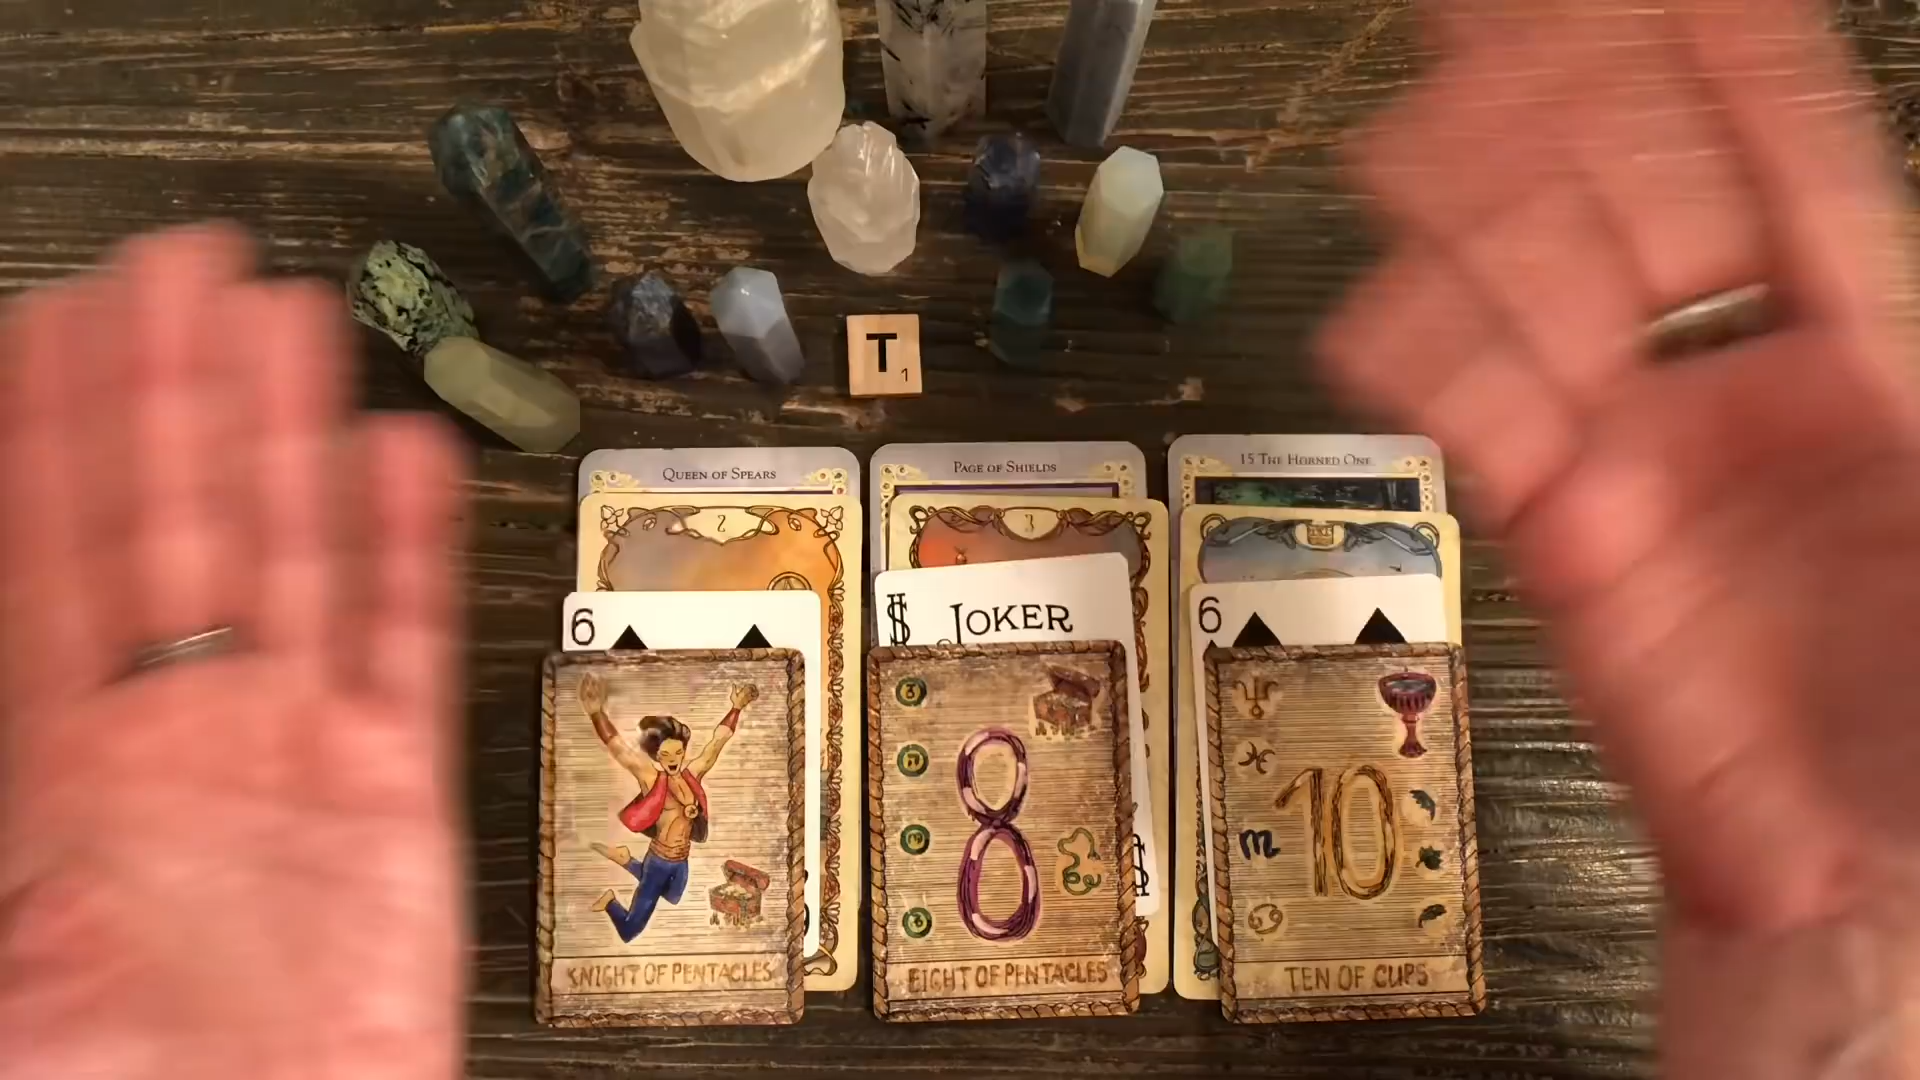 T
1
QUEEN OF SPEARS
PAGE OF SHIELDS
15 THE HORNED ONE
2
3
6
JOKER
6
8
10
KNIGHT OF PENTACLES
EIGHT OF PENTACLES
TEN OF CUPS